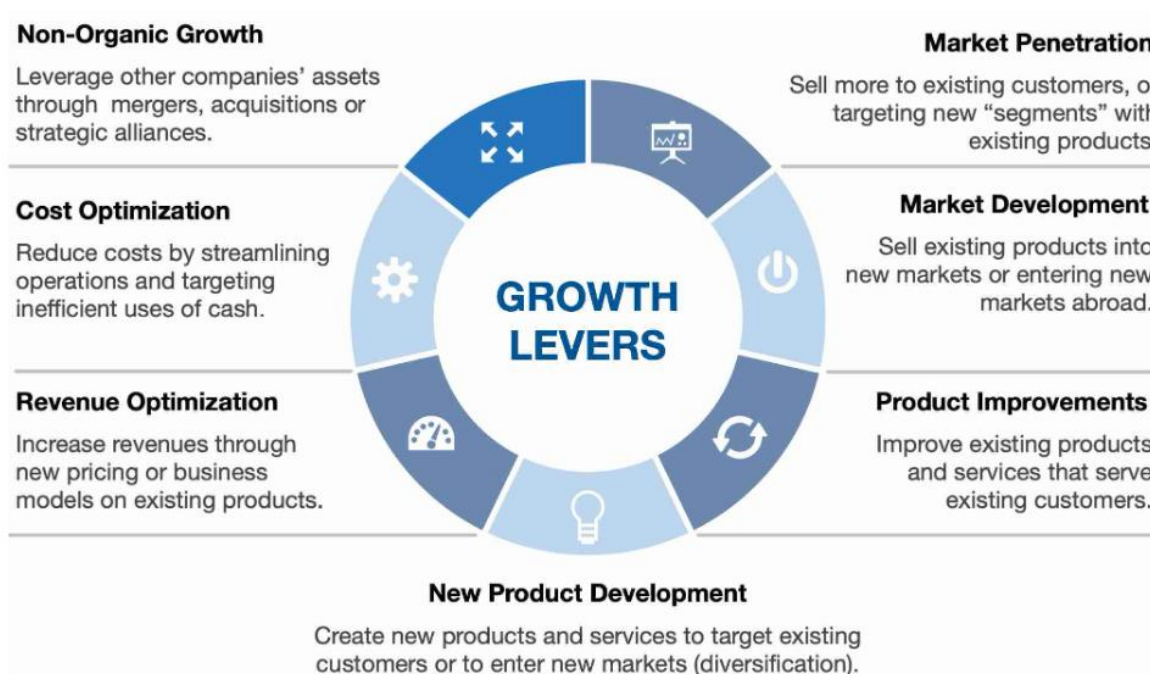 Non-Organic Growth
Leverage other companies' assets
through mergers, acquisitions or
strategic alliances.
Cost Optimization
Reduce costs by streamlining
operations and targeting
inefficient uses of cash.
Revenue Optimization
Increase revenues through
new pricing or business
models on existing products.
GROWTH
LEVERS
Market Penetration
Sell more to existing customers, o
targeting new “segments” with
existing products
Market Development
Sell existing products into
new markets or entering new
markets abroad.
Product Improvements
Improve existing products
and services that serve
existing customers.
New Product Development
Create new products and services to target existing
customers or to enter new markets (diversification).